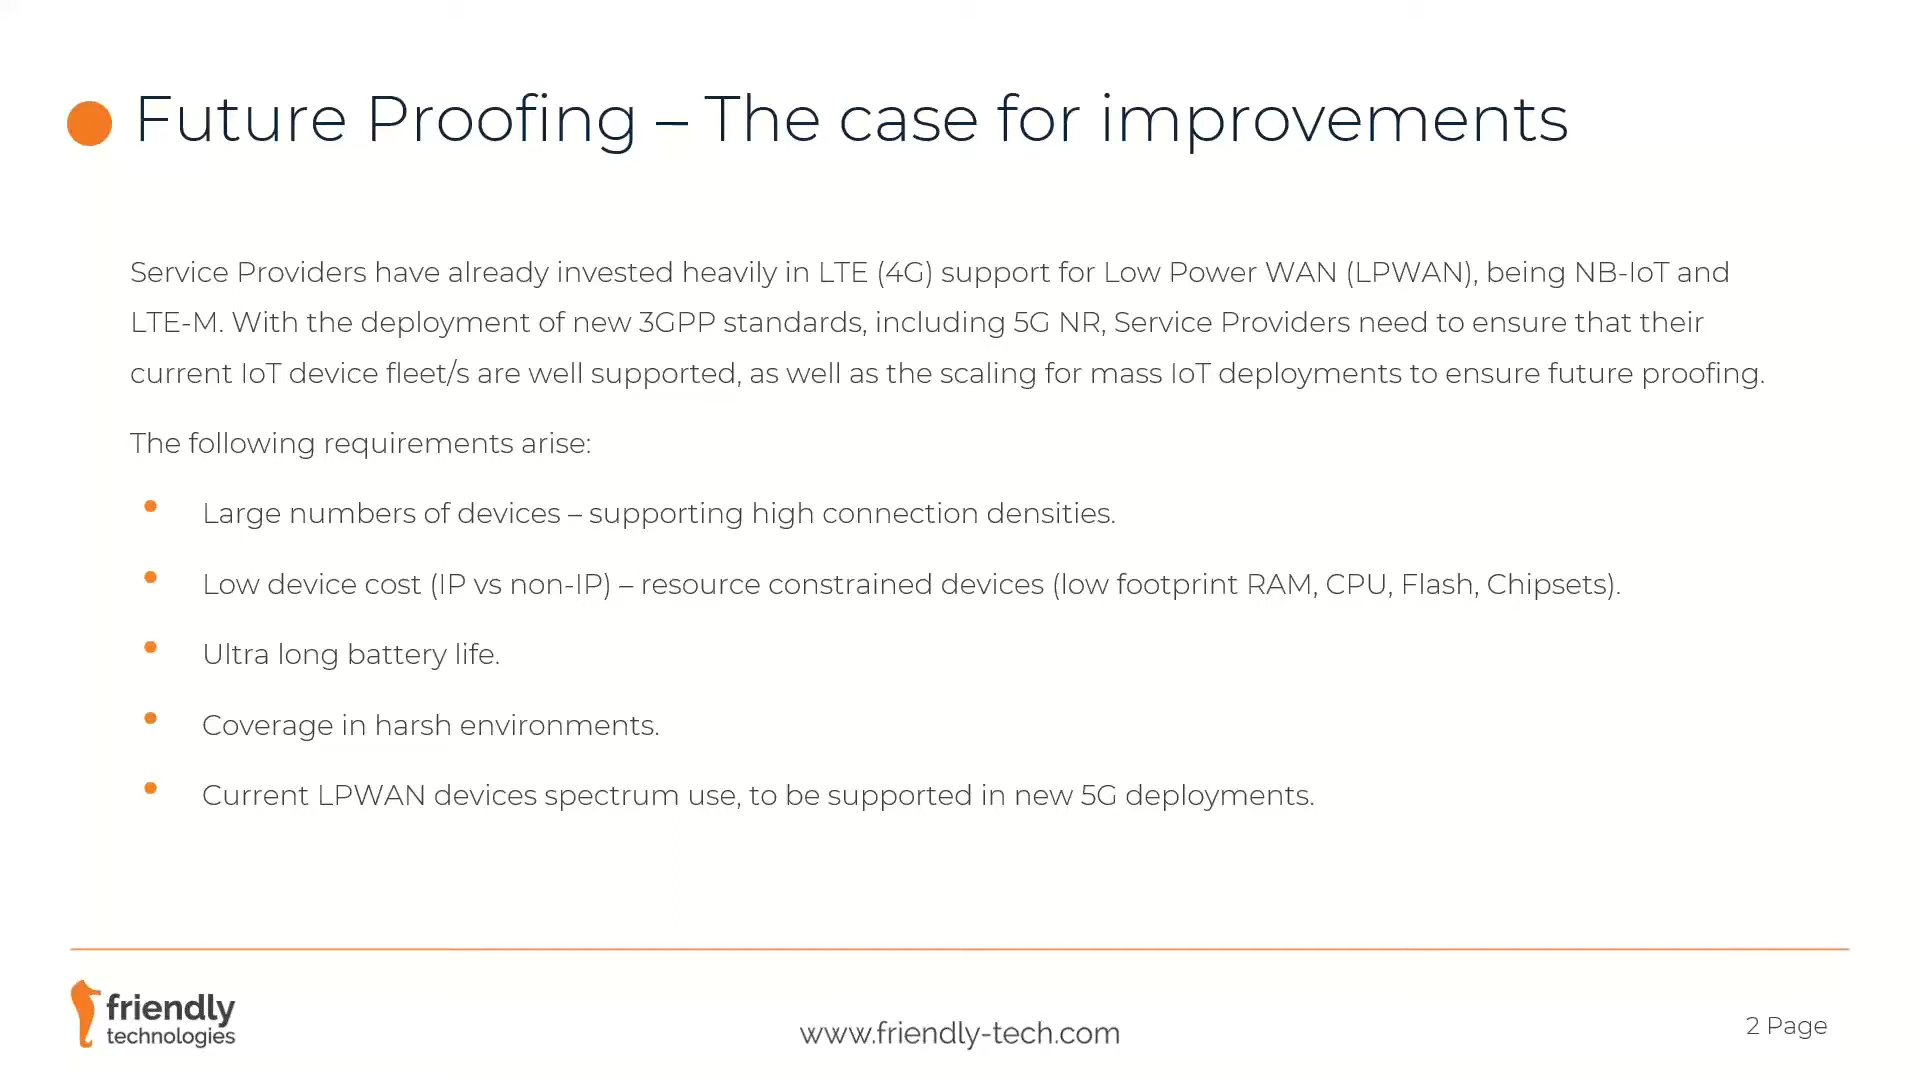 Future Proofing – The case for improvements
Service Providers have already invested heavily in LTE (4G) support for Low Power WAN (LPWAN), being NB-IoT and
LTE-M. With the deployment of new 3GPP standards, including 5G NR, Service Providers need to ensure that their
current IoT device fleet/s are well supported, as well as the scaling for mass IoT deployments to ensure future proofing.
The following requirements arise:
• Large numbers of devices – supporting high connection densities.
• Low device cost (IP vs non-IP) – resource constrained devices (low footprint RAM, CPU, Flash, Chipsets).
• Ultra long battery life.
• Coverage in harsh environments.
• Current LPWAN devices spectrum use, to be supported in new 5G deployments.
friendly
technologies
www.friendly-tech.com
2 Page